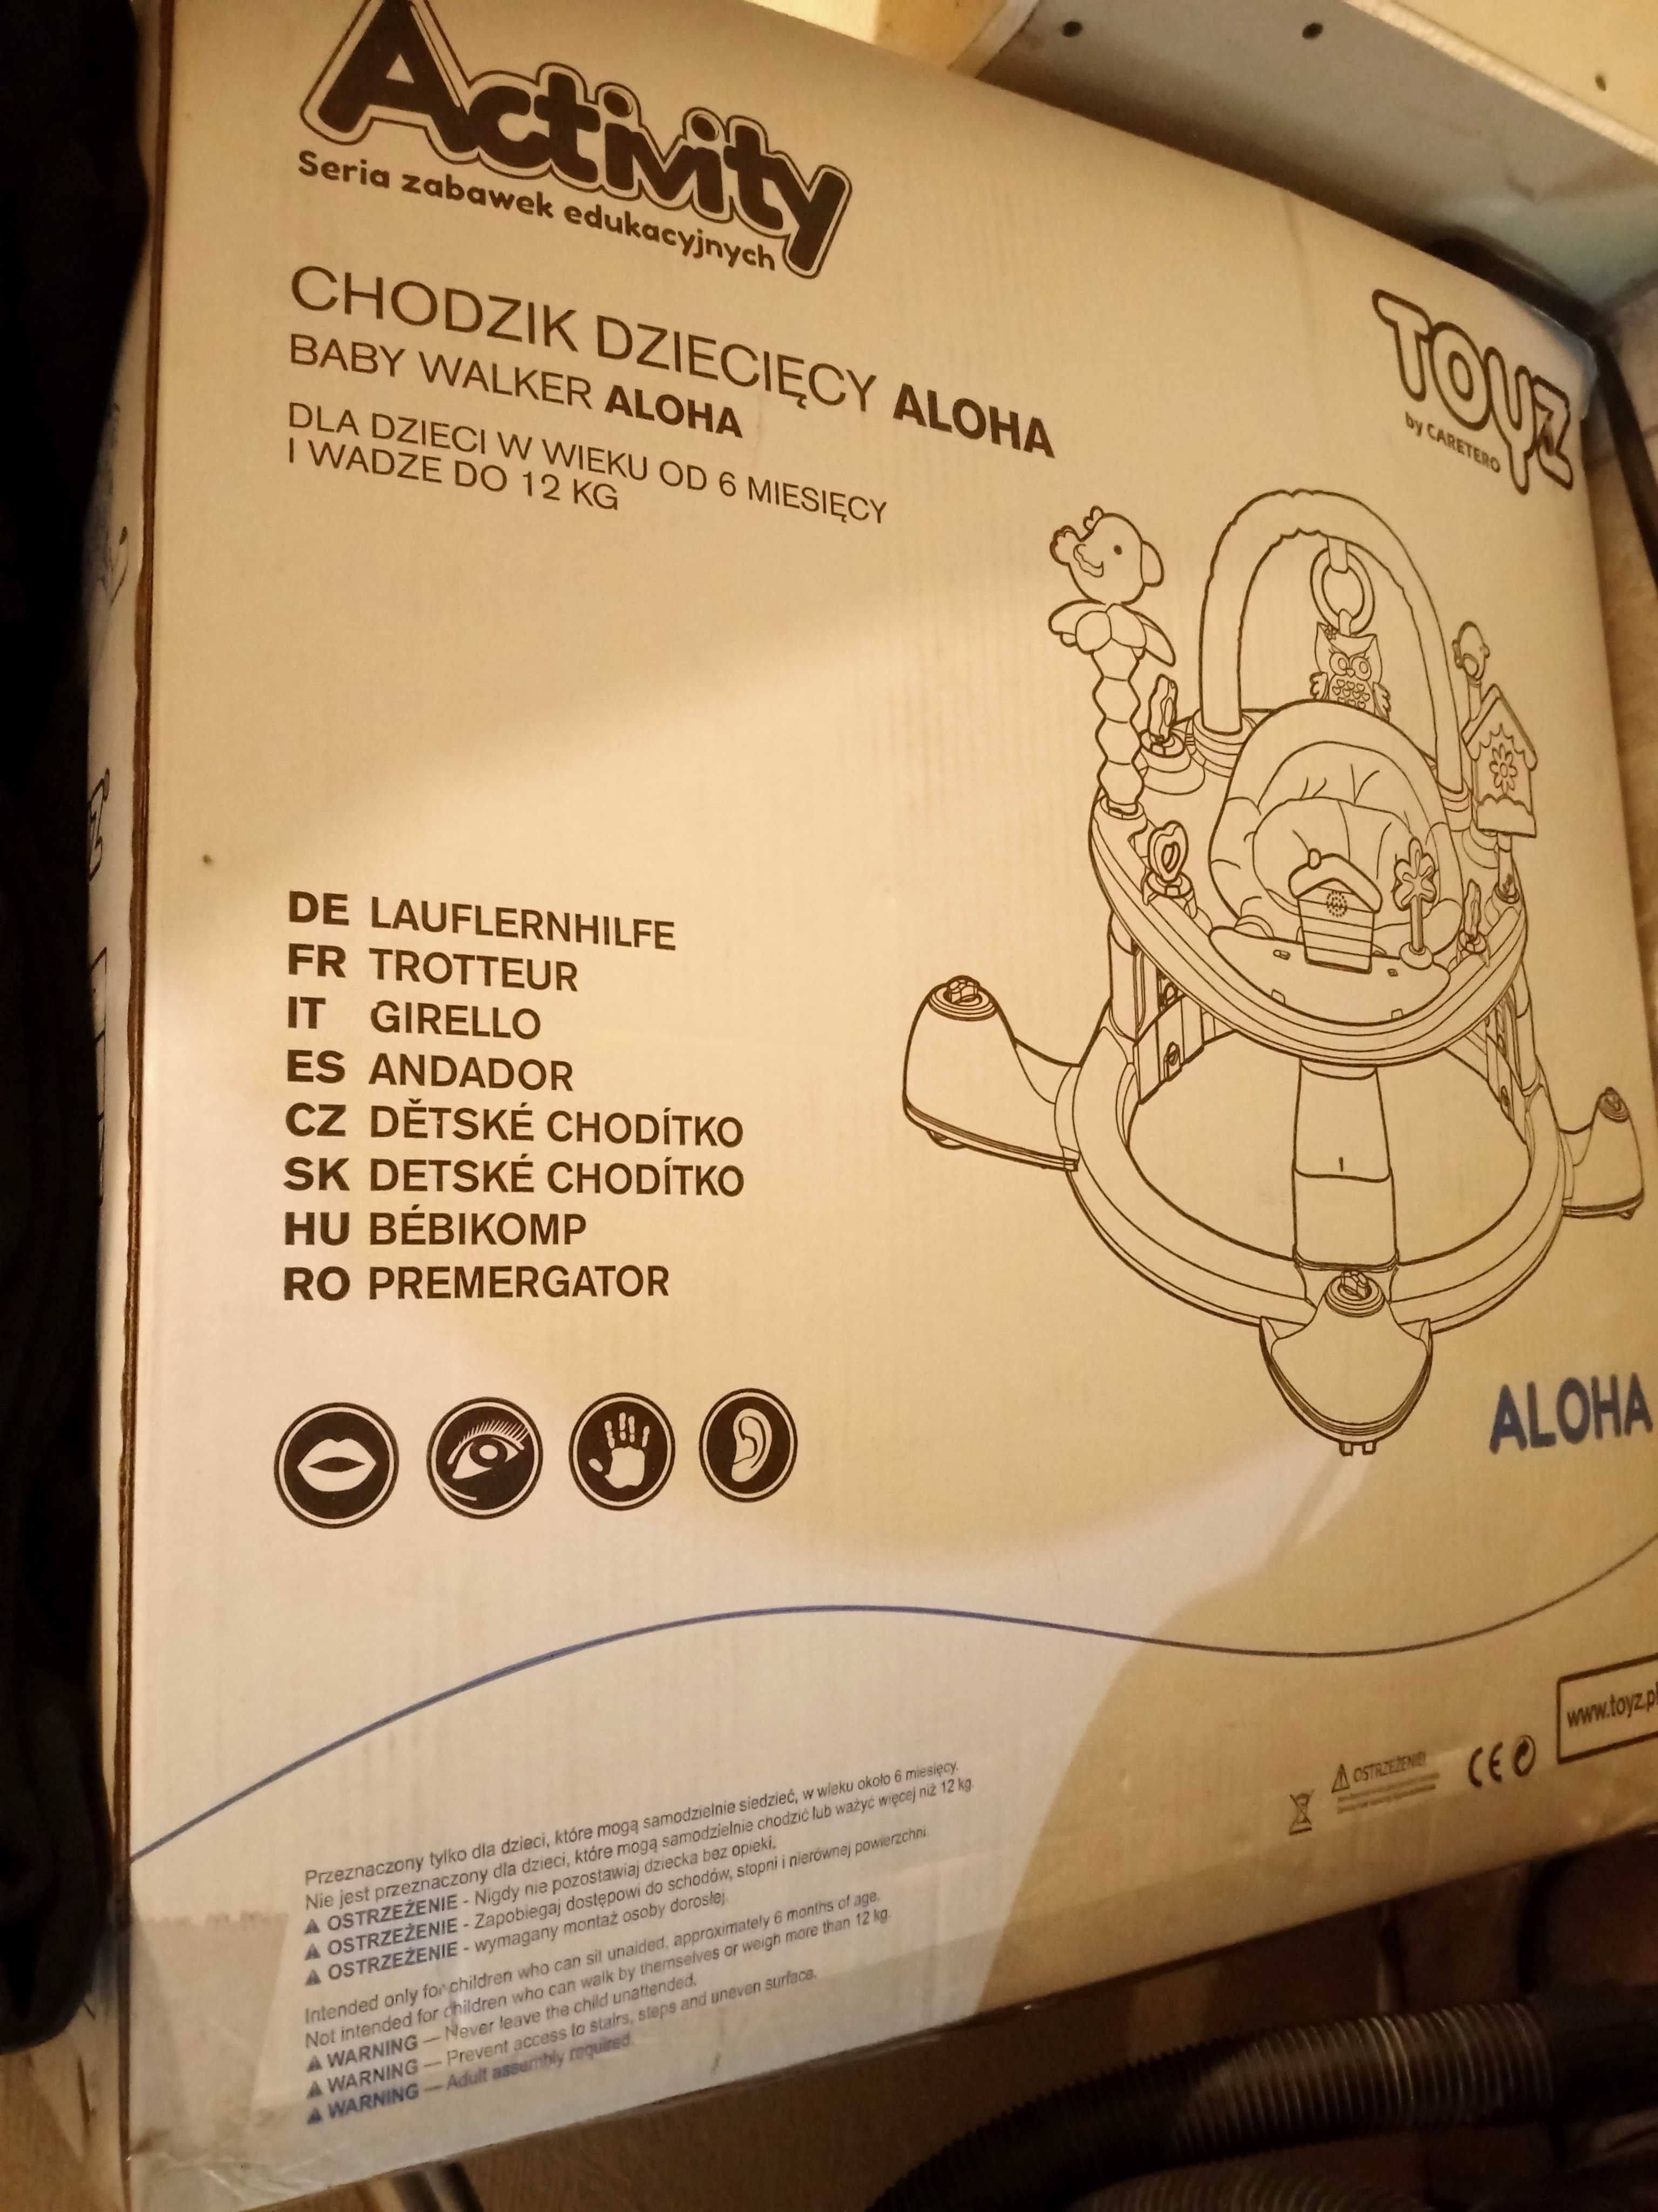 Activity
Seria zabawek edukacyjnych
CHODZIK DZIECIĘCY ALOHA
BABY WALKER ALOHA
DLA DZIECI W WIEKU OD 6 MIESIĘCY
I WADZE DO 12 KG
TOYZ
by CARETERO
DE LAUFLERNHILFE
FR TROTTEUR
IT GIRELLO
ES ANDADOR
CZ DĚTSKÉ CHODÍTKO
SK DETSKÉ CHODÍTKO
HU BÉBIKOMP
RO PREMERGATOR
ALOHA
www.toyz.pl
OSTRZEŻENIE!
CE
Przeznaczony tylko dla dzieci, które mogą samodzielnie siedzieć, w wieku około 6 miesięcy.
Nie jest przeznaczony dla dzieci, które mogą samodzielnie chodzić lub ważyć więcej niż 12 kg
OSTRZEŻENIE - Nigdy nie pozostawiaj dziecka bez opieki.
OSTRZEŻENIE - Zapobiegaj dostępowi do schodów, stopni i nierównej powierzchni.
OSTRZEŻENIE - wymagany montaż osoby dorosłej
Intended only for children who can sit unaided, approximately 6 months of age.
Not intended for children who can walk by themselves or weigh more than 12 kg.
WARNING — Never leave the child unattended.
WARNING — Prevent access to stairs, steps and uneven surface.
WARNING — Adult assembly required.